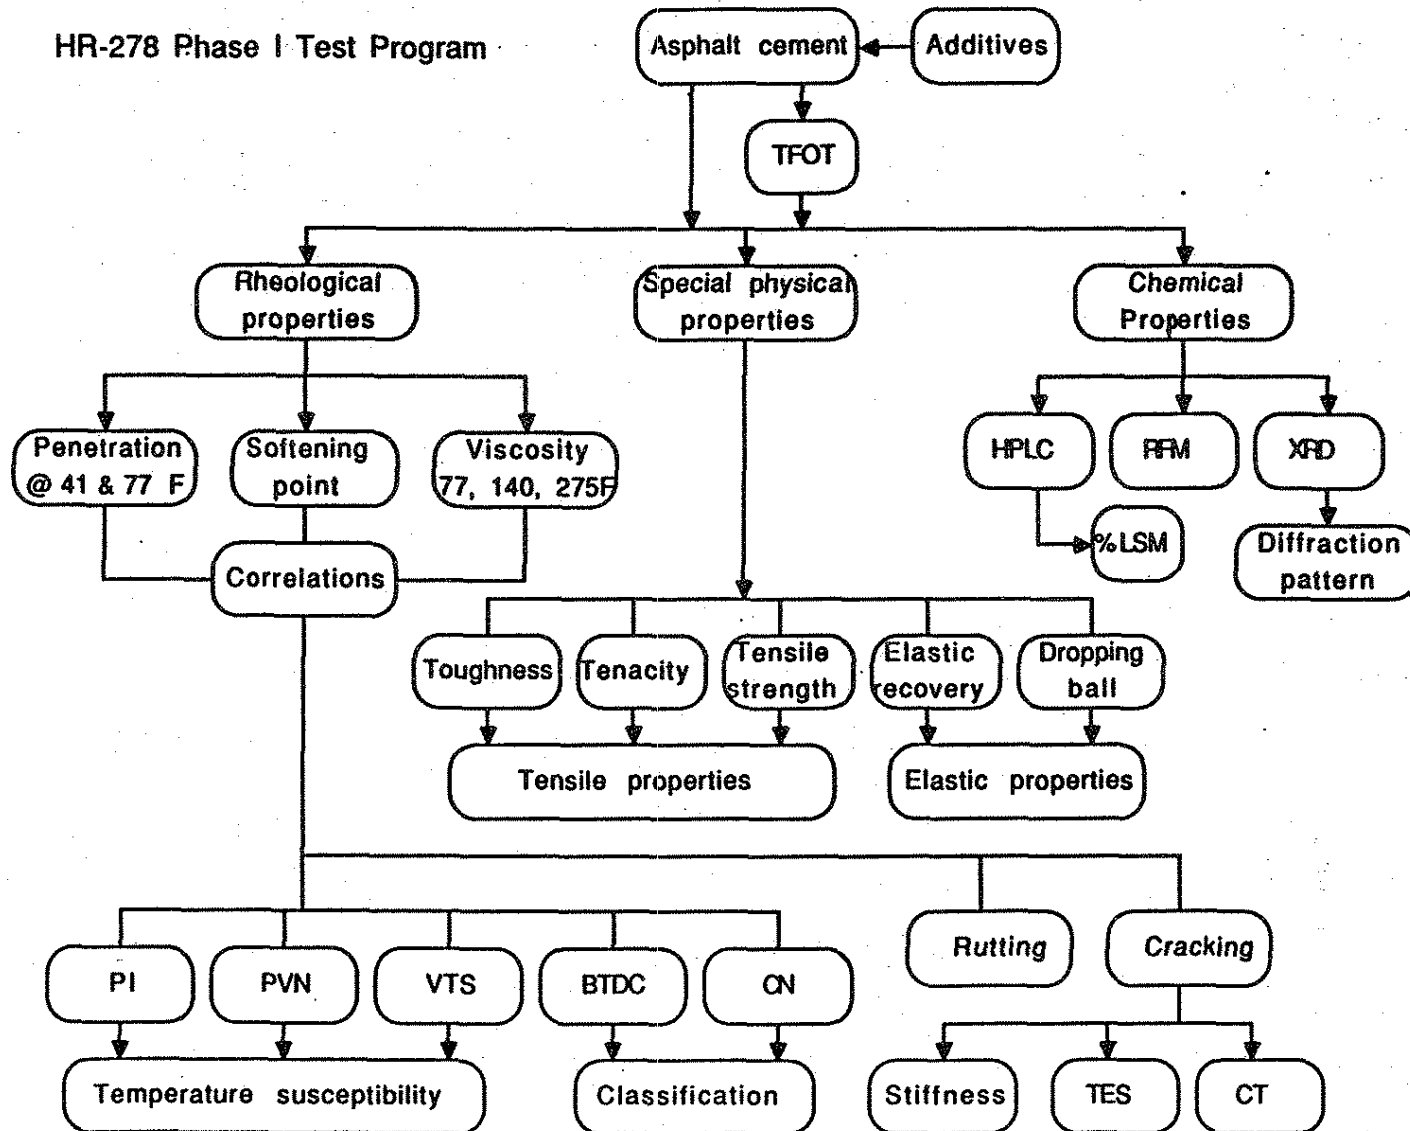 HR-278 Phase I Test Program
Asphalt cement
Additives
TFOT
Rheological
properties
Special physical
properties
Chemical
Properties
Penetration
@ 41 & 77 F
Softening
point
Viscosity
77, 140, 275F
HPLC
RFM
XRD
%LSM
Diffraction
pattern
Correlations
Toughness
Tenacity
Tensile
strength
Elastic
recovery
Dropping
ball
Tensile properties
Elastic properties
Rutting
Cracking
PI
PVN
VTS
BTDC
CN
Temperature susceptibility
Classification
Stiffness
TES
CT